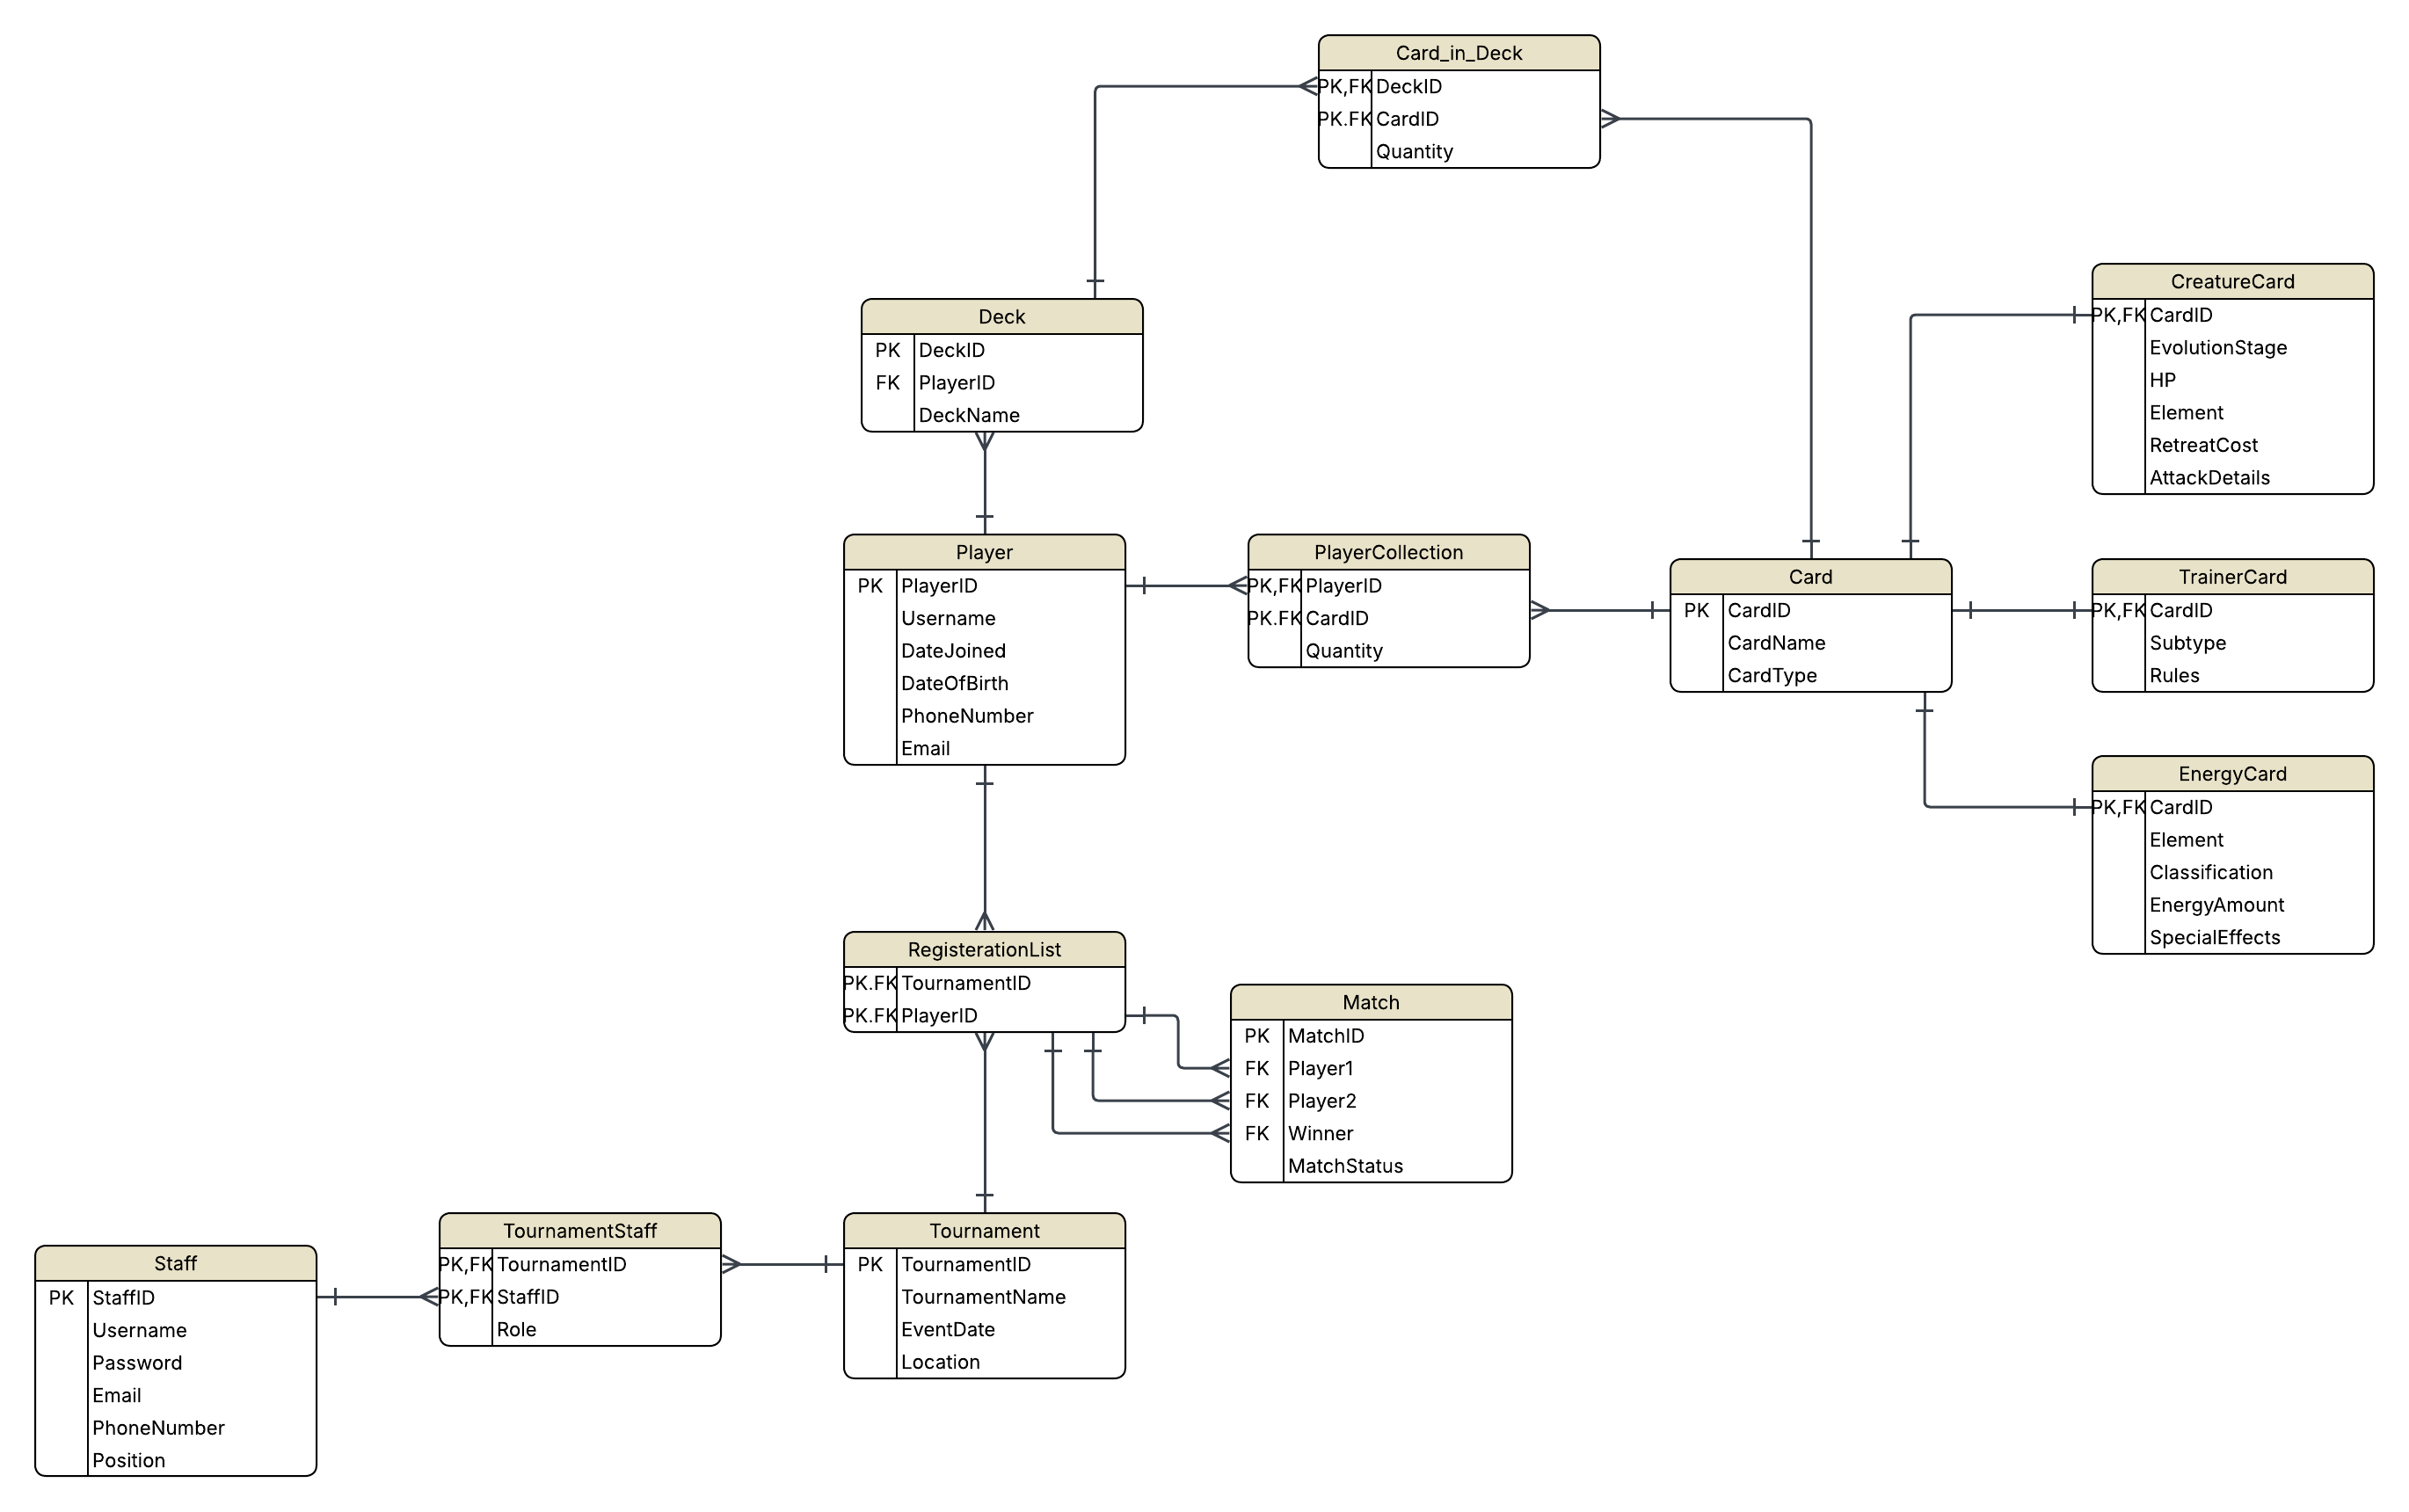 Card_in_Deck
PK,FK DeckID
PK.FK CardID
Quantity
Deck
PK DeckID
FK PlayerID
DeckName
CreatureCard
PK,FK CardID
EvolutionStage
HP
Element
RetreatCost
AttackDetails
Player
PK PlayerID
Username
DateJoined
DateOfBirth
PhoneNumber
Email
PlayerCollection
PK,FK PlayerID
PK.FK CardID
Quantity
Card
PK CardID
CardName
CardType
TrainerCard
PK,FK CardID
Subtype
Rules
EnergyCard
PK,FK CardID
Element
Classification
EnergyAmount
SpecialEffects
RegisterationList
PK.FK TournamentID
PK.FK PlayerID
Match
PK MatchID
FK Player1
FK Player2
FK Winner
MatchStatus
Staff
PK StaffID
Username
Password
Email
PhoneNumber
Position
TournamentStaff
PK,FK TournamentID
PK,FK StaffID
Role
Tournament
PK TournamentID
TournamentName
EventDate
Location